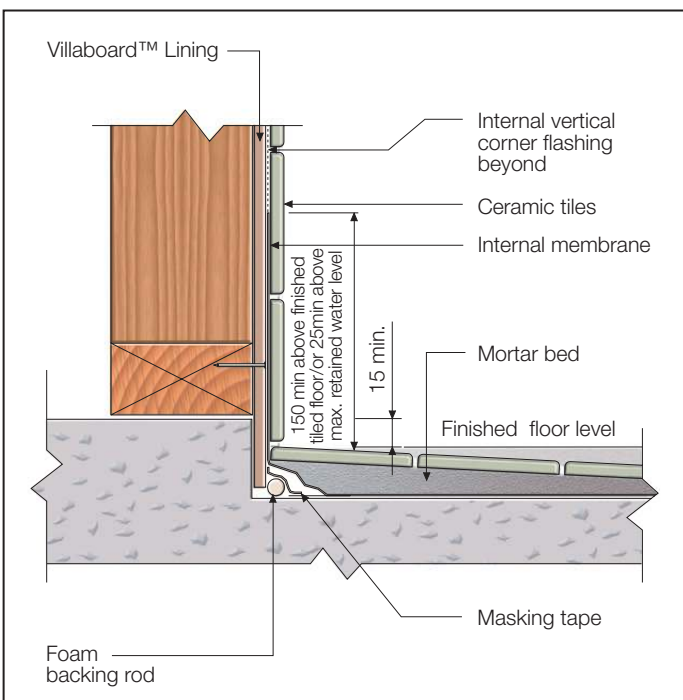 Villaboard™ Lining
Internal vertical
corner flashing
beyond
Ceramic tiles
Internal membrane
150 min above finished
tiled floor/or 25min above
max. retained water level
15 min.
Mortar bed
Finished floor level
Masking tape
Foam
backing rod